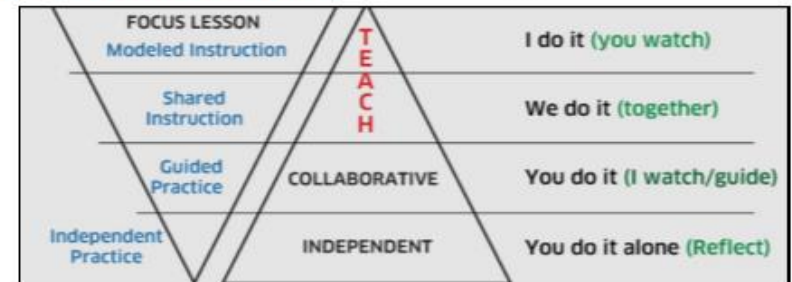 FOCUS LESSON
Modeled Instruction
TEACH
I do it (you watch)
Shared
Instruction
We do it (together)
Guided
Practice
COLLABORATIVE
You do it (I watch/guide)
Independent
Practice
INDEPENDENT
You do it alone (Reflect)